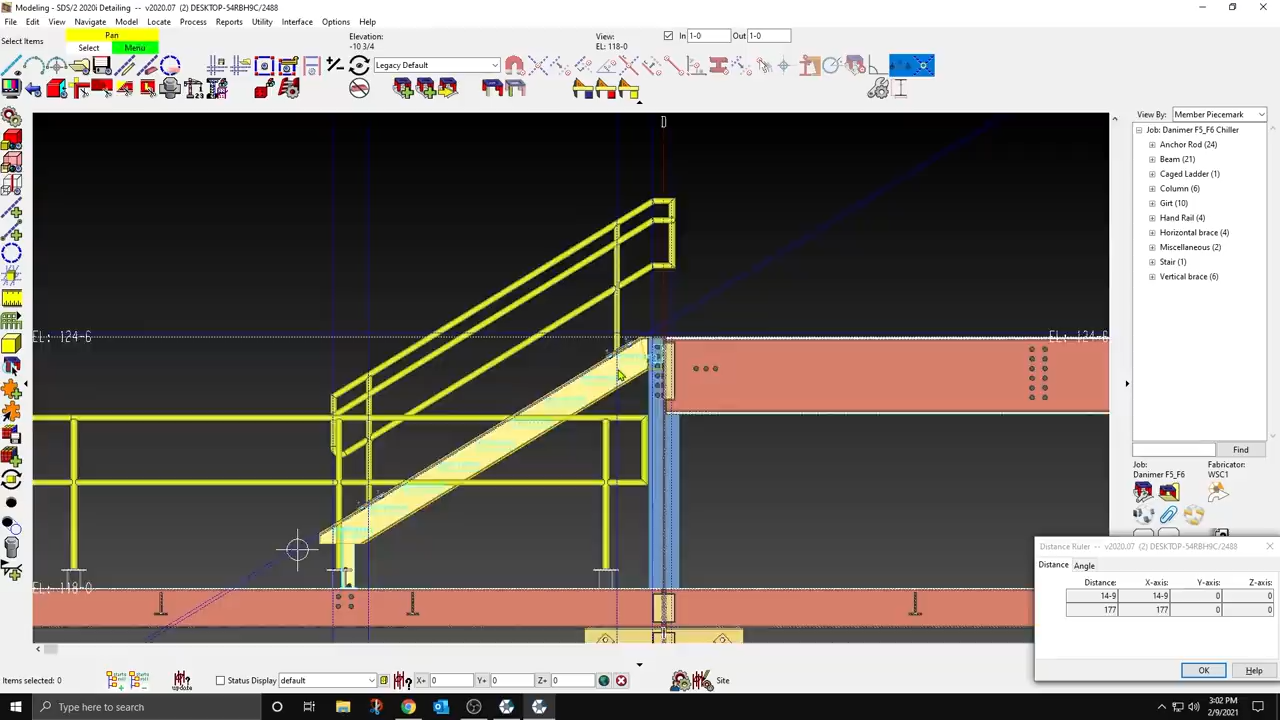 Modeling - SDS/2 2020i Detailing -- v2020.07 (2) DESKTOP-54RBH9C/2488
File Edit View Navigate Model Locate Process Reports Utility Interface Options Help
Select Items
Pan
Select Menu
Elevation:
-10 3/4
View:
EL: 118-0
In 1-0 Out 1-0
Legacy Default
View By: Member Piecemark
Job: Danimer F5_F6 Chiller
Anchor Rod (24)
Beam (21)
Caged Ladder (1)
Column (6)
Girt (10)
Hand Rail (4)
Horizontal brace (4)
Miscellaneous (2)
Stair (1)
Vertical brace (6)
D
EL: 124-6
EL: 124-6
EL: 118-0
Find
Job: Fabricator:
Danimer F5_F6 WSC1
Distance Ruler -- v2020.07 (2) DESKTOP-54RBH9C/2488
Distance Angle
Distance: X-axis: Y-axis: Z-axis:
14-9 14-9 0 0
177 177 0 0
OK Help
Items selected: 0
update
Status Display default
X+ 0 Y+ 0 Z+ 0
Site
Type here to search
3:02 PM
2/9/2021